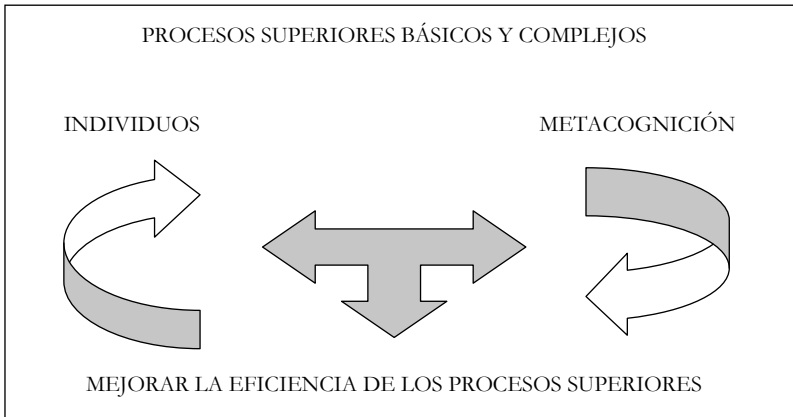 PROCESOS SUPERIORES BÁSICOS Y COMPLEJOS
INDIVIDUOS
METACOGNICIÓN
MEJORAR LA EFICIENCIA DE LOS PROCESOS SUPERIORES